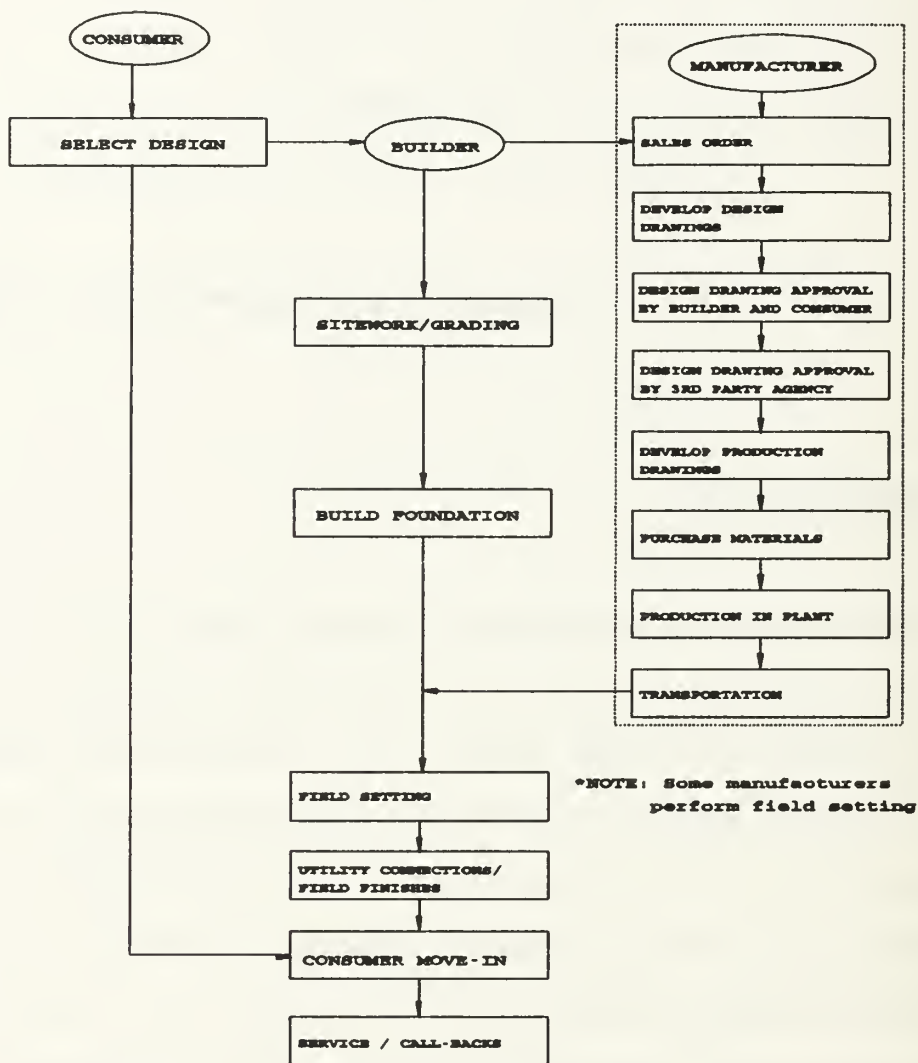 CONSUMER
SELECT DESIGN
BUILDER
SITEWORK/GRADING
BUILD FOUNDATION
MANUFACTURER
SALES ORDER
DEVELOP DESIGN
DRAWINGS
DESIGN DRAWING APPROVAL
BY BUILDER AND CONSUMER
DESIGN DRAWING APPROVAL
BY 3RD PARTY AGENCY
DEVELOP PRODUCTION
DRAWINGS
PURCHASE MATERIALS
PRODUCTION IN PLANT
TRANSPORTATION
FIELD SETTING
*NOTE: Some manufacturers
perform field setting
UTILITY CONNECTIONS/
FIELD FINISHES
CONSUMER MOVE-IN
SERVICE / CALL-BACKS